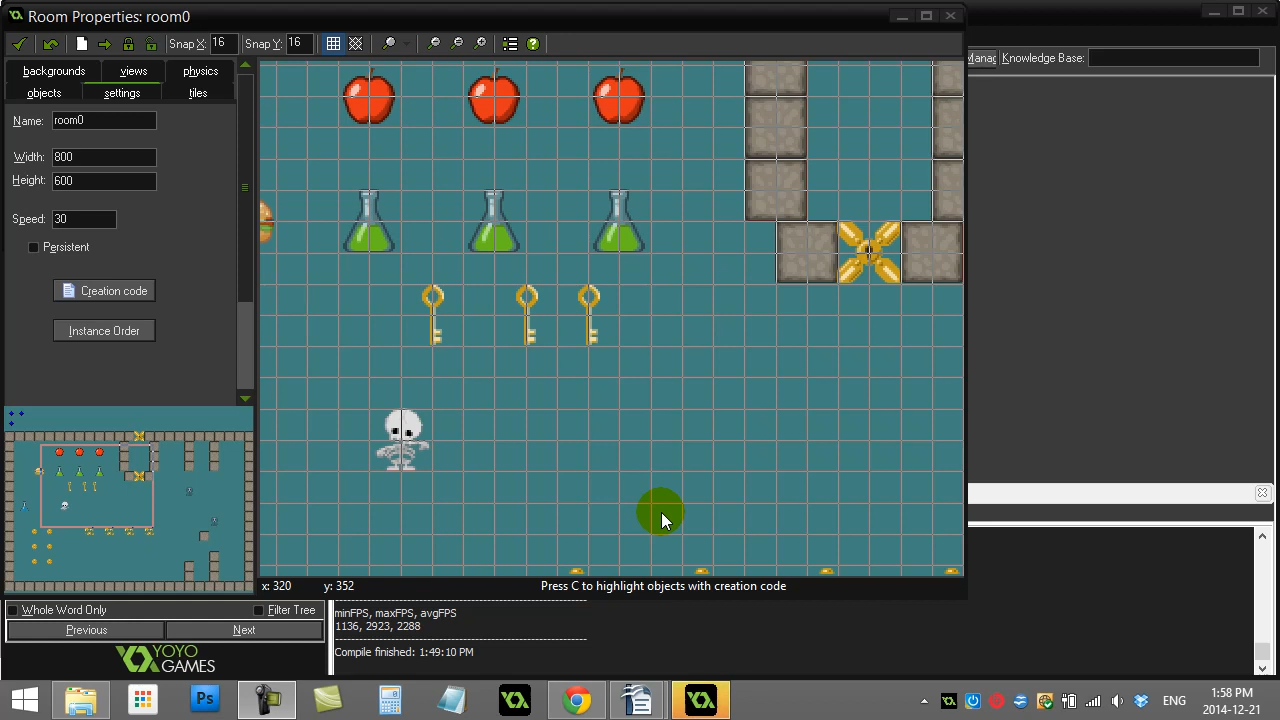 Room Properties: room0
Snap X: 16 Snap Y: 16
Knowledge Base:
backgrounds views physics
objects settings tiles
Name: room0
Width: 800
Height: 600
Speed: 30
Persistent
Creation code
Instance Order
x: 320 y: 352 Press C to highlight objects with creation code
Whole Word Only Filter Tree
Previous Next
YOYO
GAMES
minFPS, maxFPS, avgFPS
1136, 2923, 2288
Compile finished: 1:49:10 PM
Ps
ENG
1:58 PM
2014-12-21